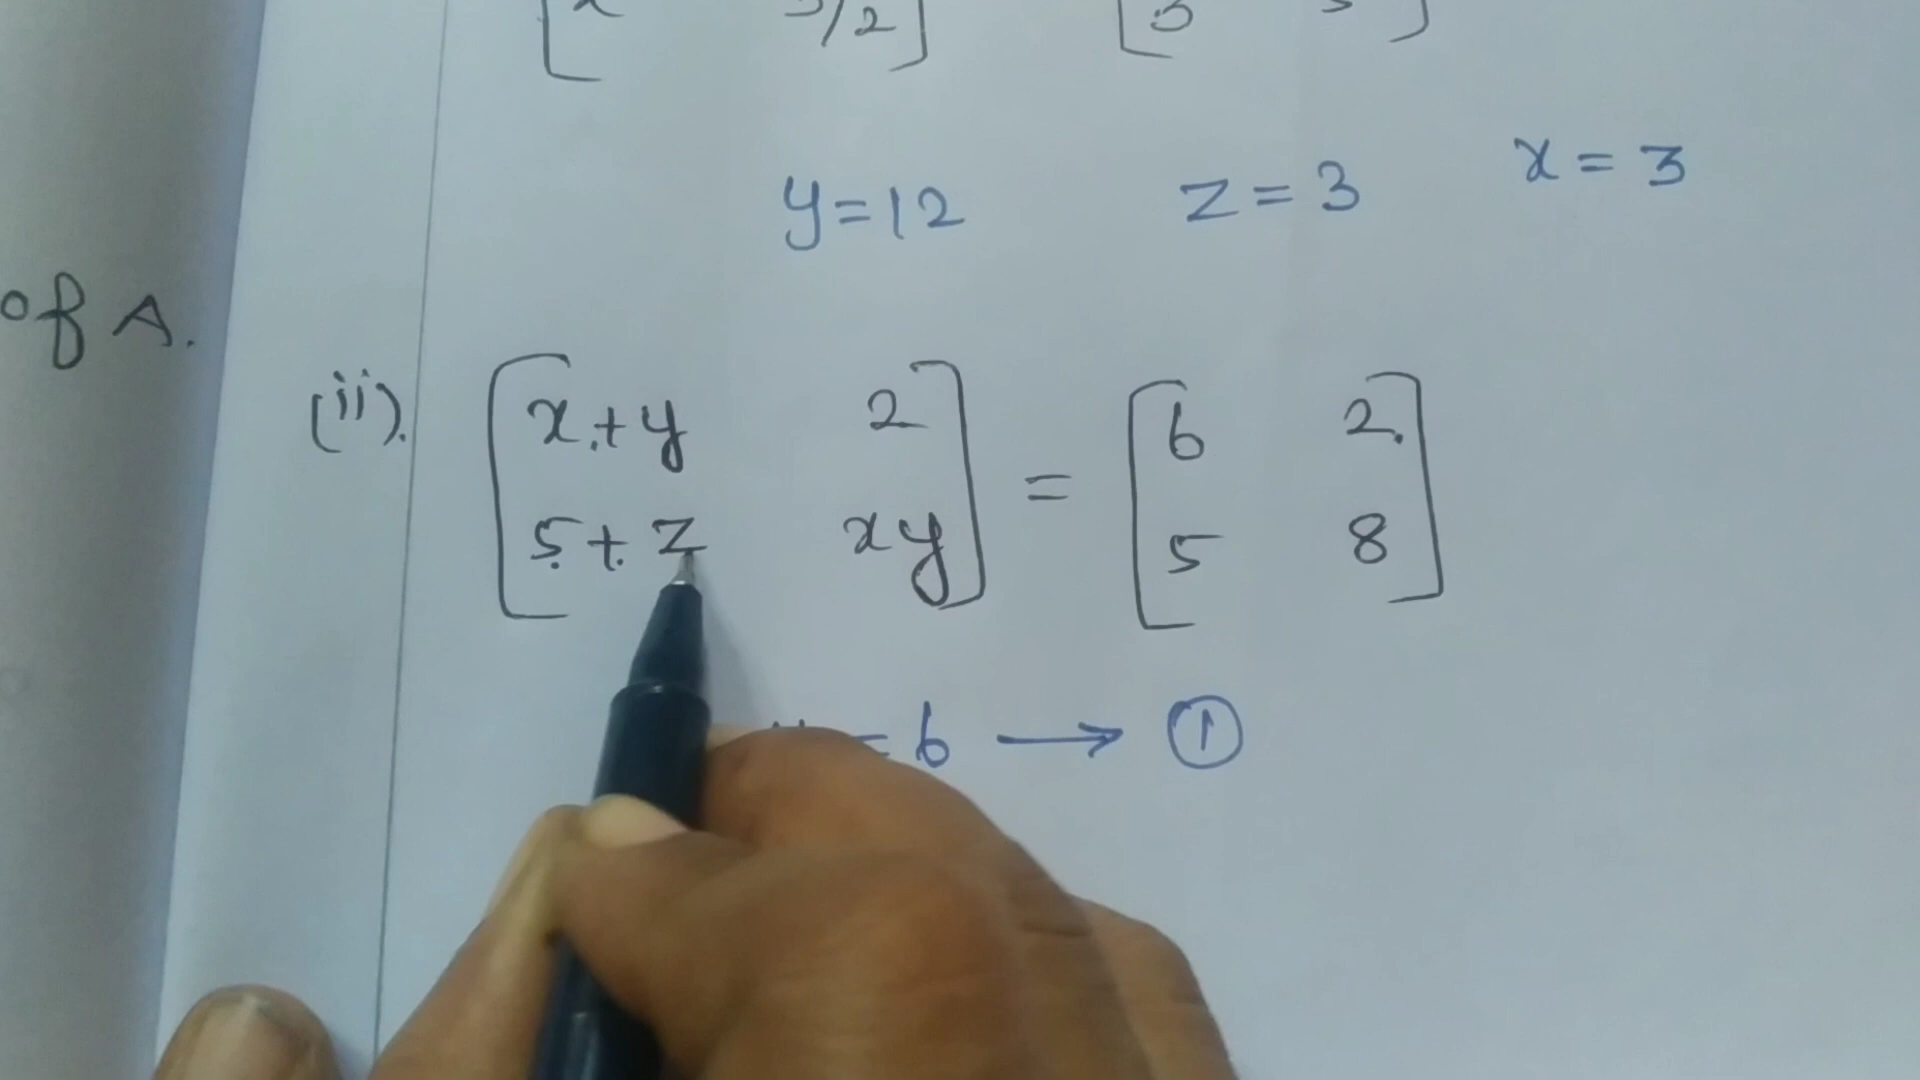 y=12 z=3 x=3
of A.
(ii). [x+y 2] = [6 2]
[5+z xy] [5 8]
=6 → ①